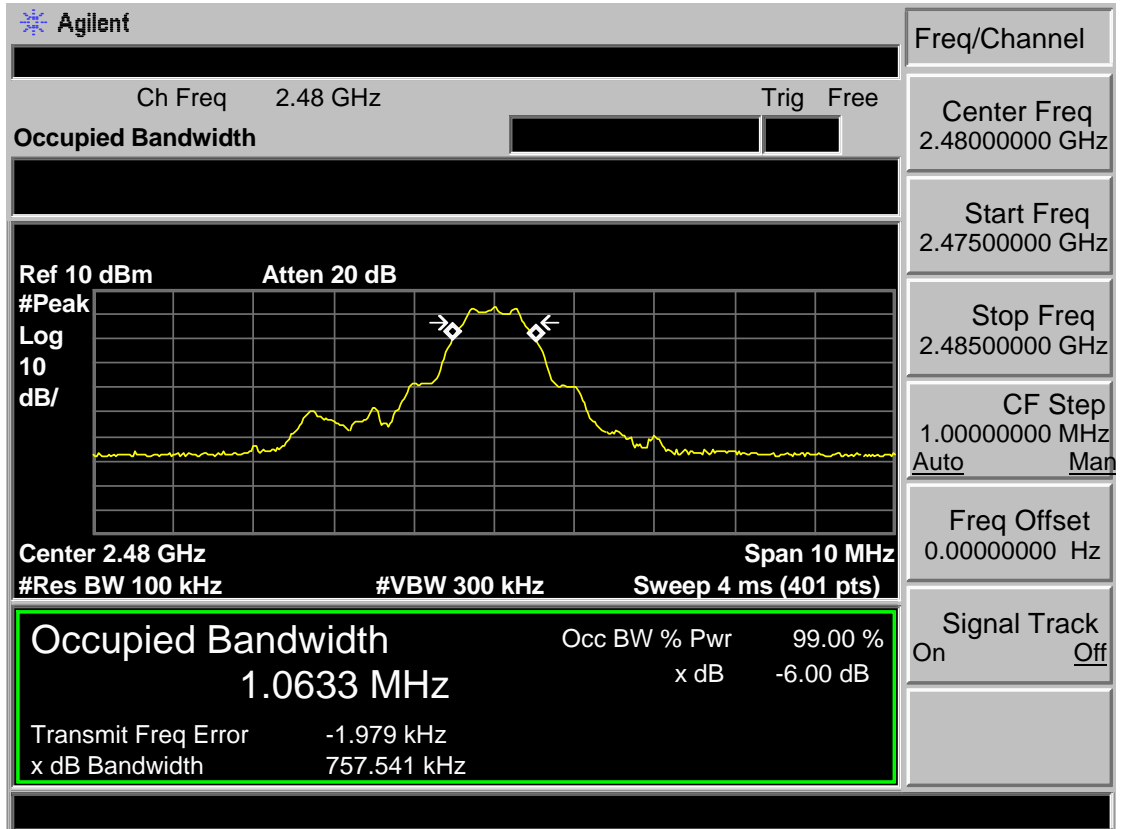 Agilent
Ch Freq 2.48 GHz Trig Free
Occupied Bandwidth
Ref 10 dBm Atten 20 dB
#Peak
Log
10
dB/
Center 2.48 GHz Span 10 MHz
#Res BW 100 kHz #VBW 300 kHz Sweep 4 ms (401 pts)
Occupied Bandwidth Occ BW % Pwr 99.00 %
1.0633 MHz x dB -6.00 dB
Transmit Freq Error -1.979 kHz
x dB Bandwidth 757.541 kHz
Freq/Channel
Center Freq
2.48000000 GHz
Start Freq
2.47500000 GHz
Stop Freq
2.48500000 GHz
CF Step
1.00000000 MHz
Auto Man
Freq Offset
0.00000000 Hz
Signal Track
On Off